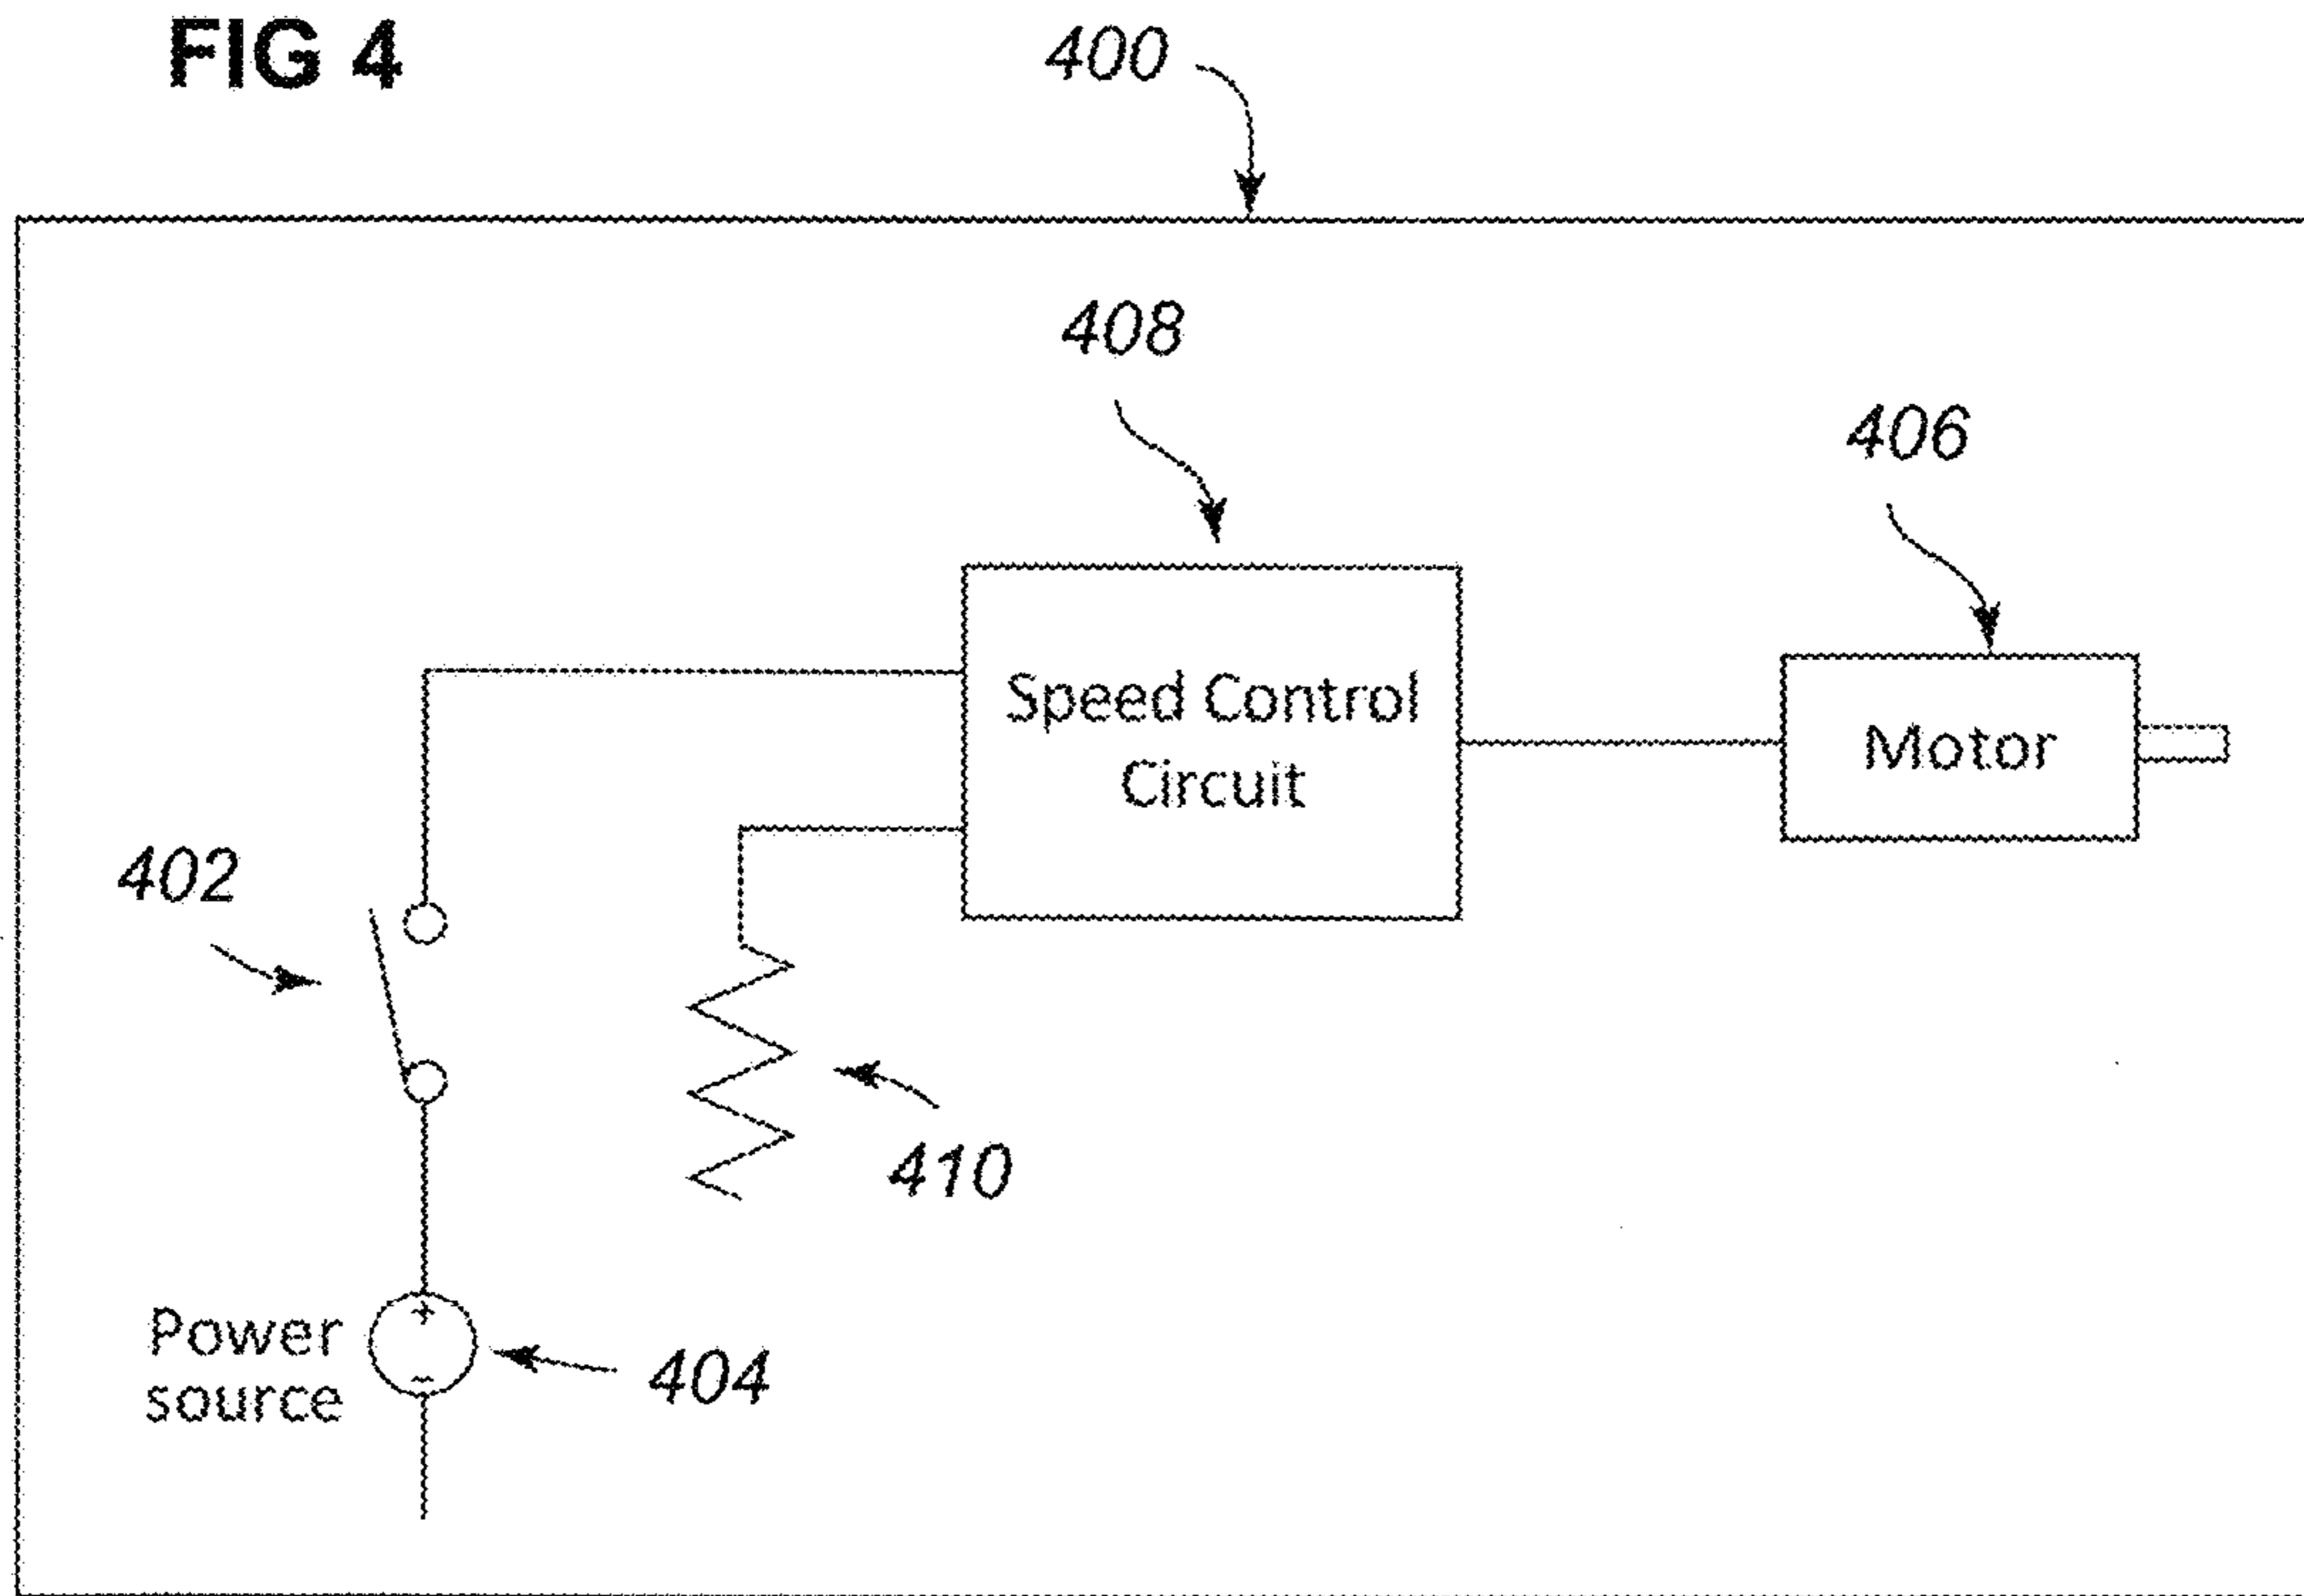 FIG 4
400
408
406
Speed Control
Circuit
Motor
402
410
Power
source
+
-
404